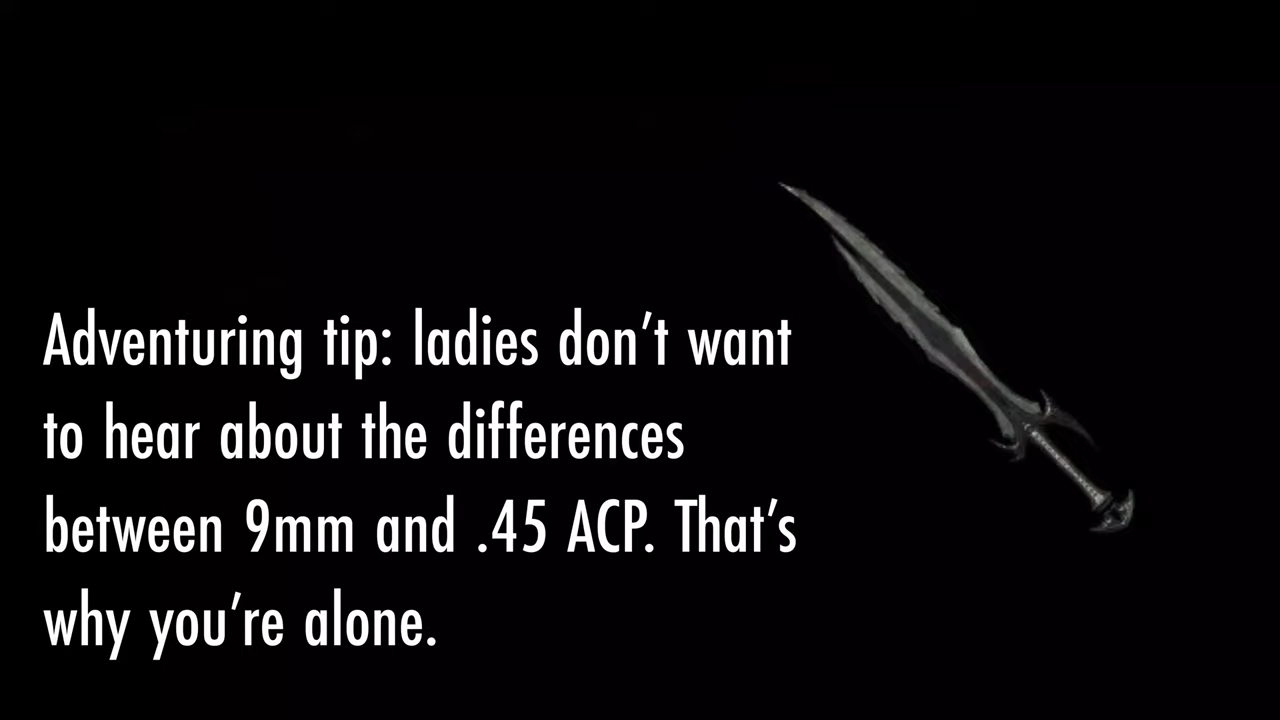 Adventuring tip: ladies don’t want
to hear about the differences
between 9mm and .45 ACP. That’s
why you’re alone.